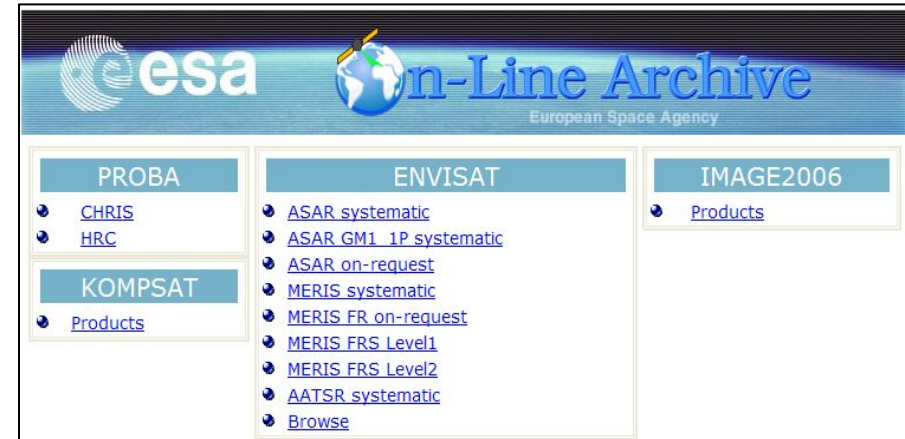 esa
On-Line Archive
European Space Agency
PROBA
CHRIS
HRC
KOMPSAT
Products
ENVISAT
ASAR systematic
ASAR GM1_1P systematic
ASAR on-request
MERIS systematic
MERIS FR on-request
MERIS FRS Level1
MERIS FRS Level2
AATSR systematic
Browse
IMAGE2006
Products